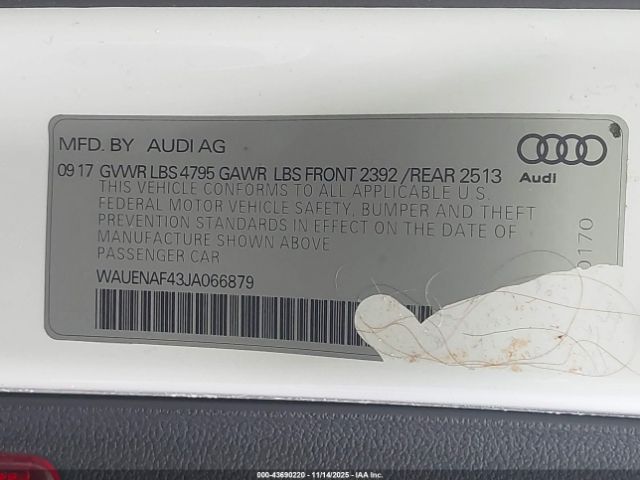 MFD. BY AUDI AG
09 17 GVWR LBS 4795 GAWR LBS FRONT 2392 /REAR 2513
Audi
THIS VEHICLE CONFORMS TO ALL APPLICABLE U.S.
FEDERAL MOTOR VEHICLE SAFETY, BUMPER AND THEFT
PREVENTION STANDARDS IN EFFECT ON THE DATE OF
MANUFACTURE SHOWN ABOVE
PASSENGER CAR
WAUENAF43JA066879
0170
000-43690220 - 11/14/2025 - IAA Inc.